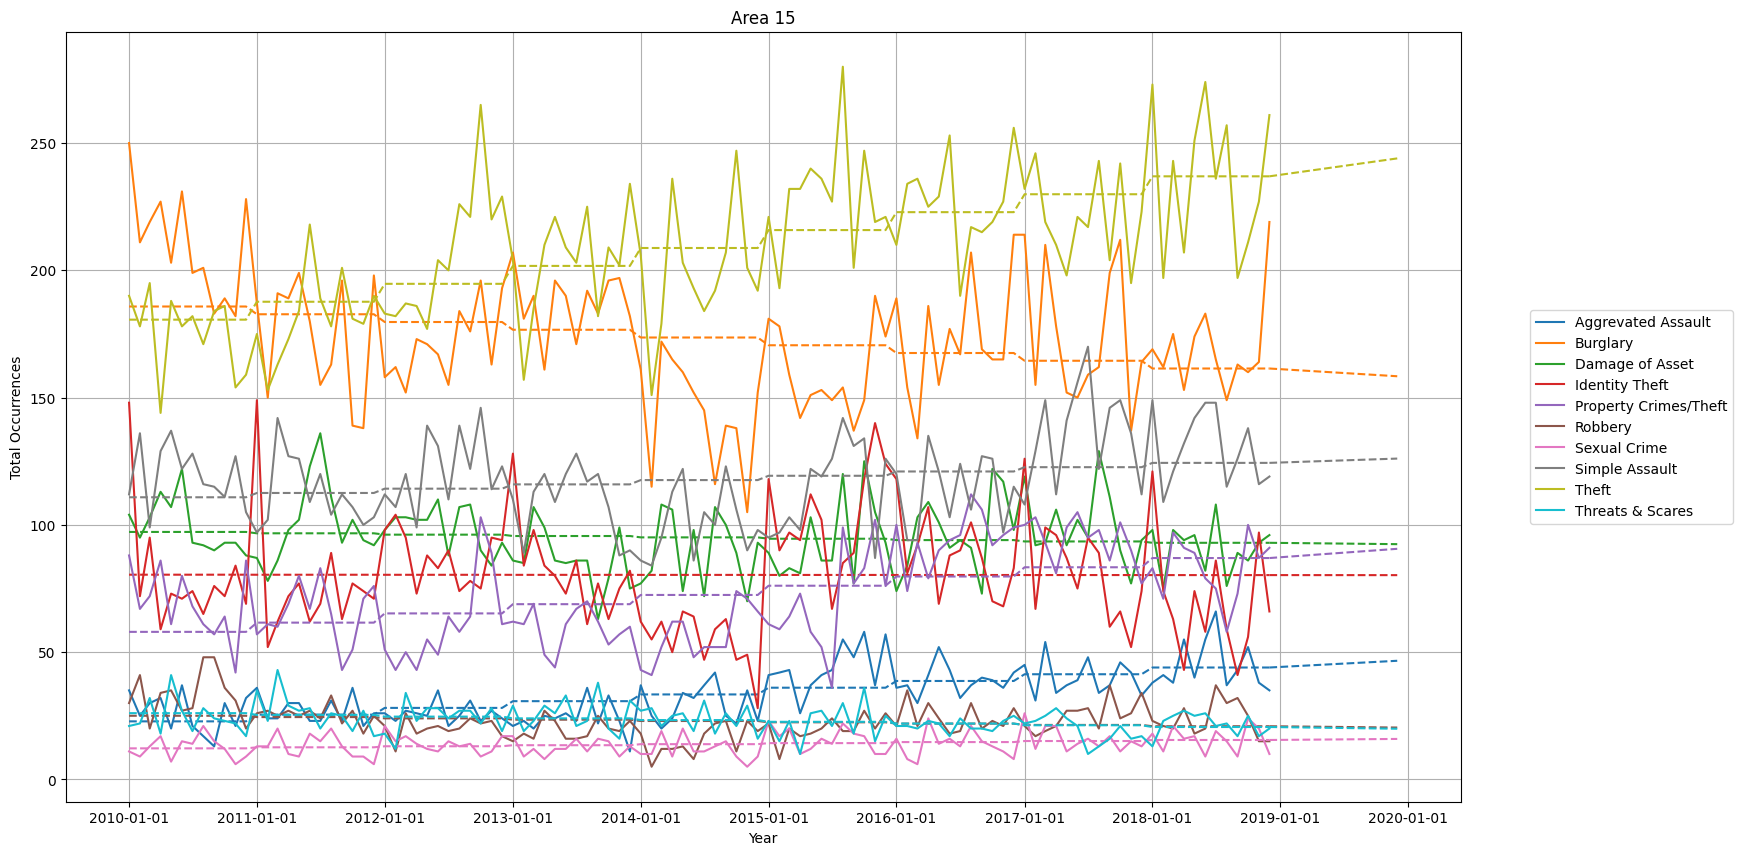 Area 15
Total Occurrences
250
200
150
100
50
0
2010-01-01 2011-01-01 2012-01-01 2013-01-01 2014-01-01 2015-01-01 2016-01-01 2017-01-01 2018-01-01 2019-01-01 2020-01-01
Year
Aggrevated Assault
Burglary
Damage of Asset
Identity Theft
Property Crimes/Theft
Robbery
Sexual Crime
Simple Assault
Theft
Threats & Scares